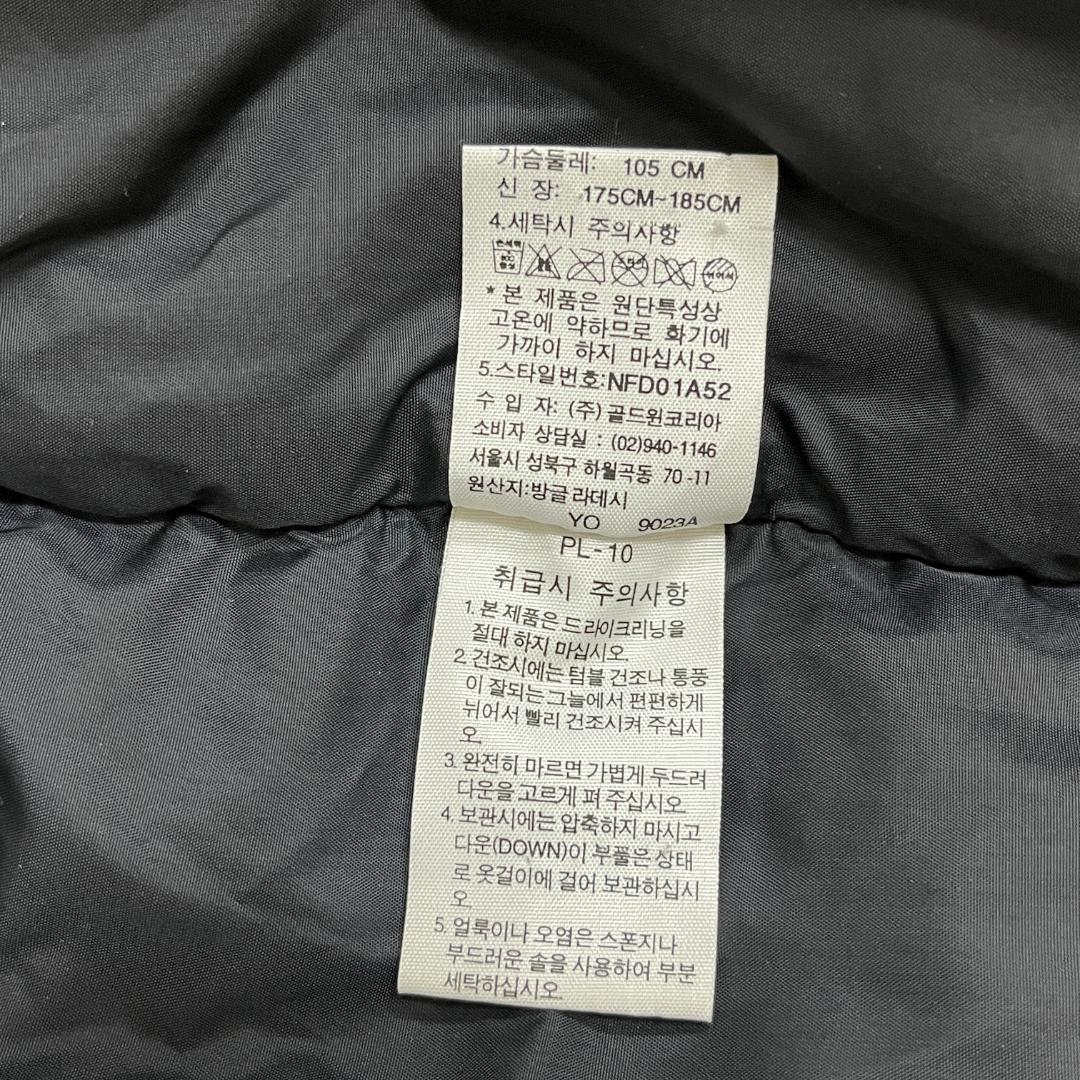 가슴둘레: 105 CM
신 장: 175CM~185CM
4.세탁시 주의사항
손세탁
중성
* 본 제품은 원단특성상
고온에 약하므로 화기에
가까이 하지 마십시오.
5.스타일번호:NFD01A52
수 입 자: (주) 골드윈코리아
소비자 상담실 : (02)940-1146
서울시 성북구 하월곡동 70-11
원산지:방글라데시
YO 9023A
PL-10
취급시 주의사항
1. 본 제품은 드라이크리닝을
절대 하지 마십시오.
2. 건조시에는 텀블 건조나 통풍
이 잘되는 그늘에서 편편하게
뉘어서 빨리 건조시켜 주십시
오.
3. 완전히 마르면 가볍게 두드려
다운을 고르게 펴 주십시오.
4. 보관시에는 압축하지 마시고
다운(DOWN)이 부풀은 상태
로 옷걸이에 걸어 보관하십시
오.
5. 얼룩이나 오염은 스폰지나
부드러운 솔을 사용하여 부분
세탁하십시오.